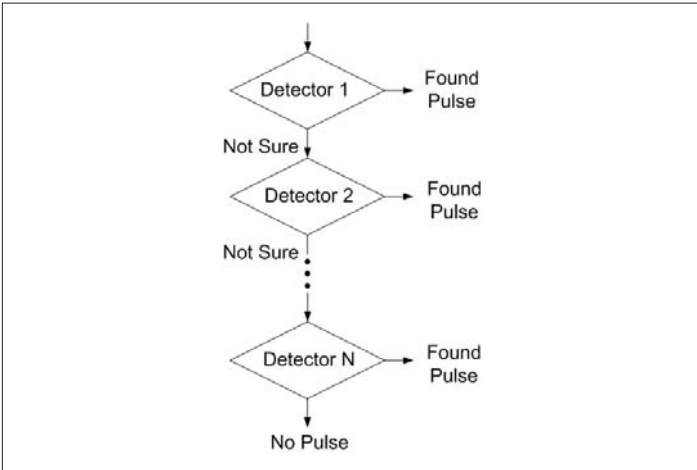 Detector 1
Found
Pulse
Not Sure
Detector 2
Found
Pulse
Not Sure
Detector N
Found
Pulse
No Pulse